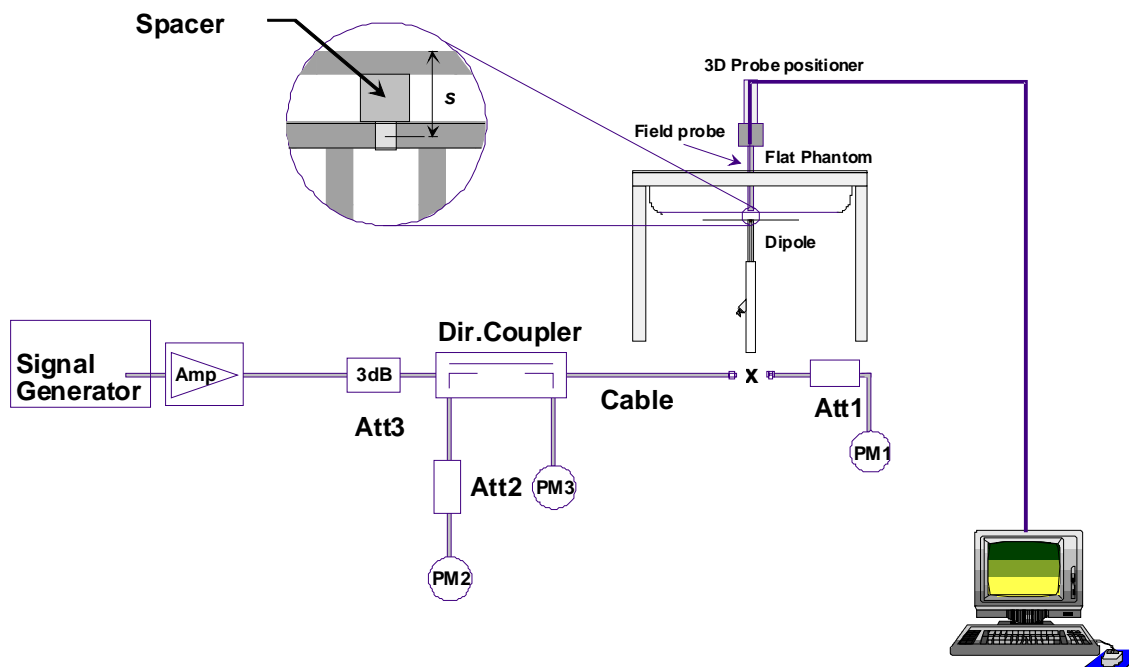 Spacer
s
3D Probe positioner
Field probe
Flat Phantom
Dipole
Signal
Generator
Amp
3dB
Att3
Dir.Coupler
Att2
PM2
PM3
Cable
x
Att1
PM1